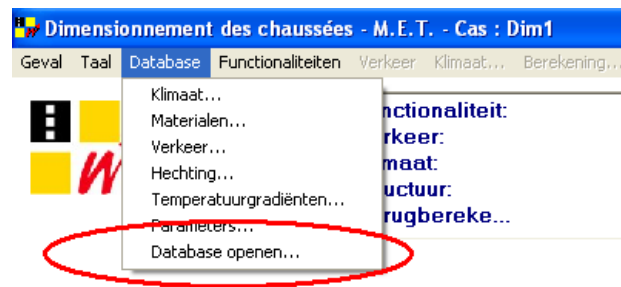 Dimensionnement des chaussées - M.E.T. - Cas : Dim1
Geval Taal Database Functionaliteiten Verkeer Klimaat... Berekening...
Klimaat...
Materialen...
Verkeer...
Hechting
Temperatuurgradiënten...
Parameters...
Database openen...
nctionaliteit:
rkeer:
maat:
uctuur:
rugbereke...